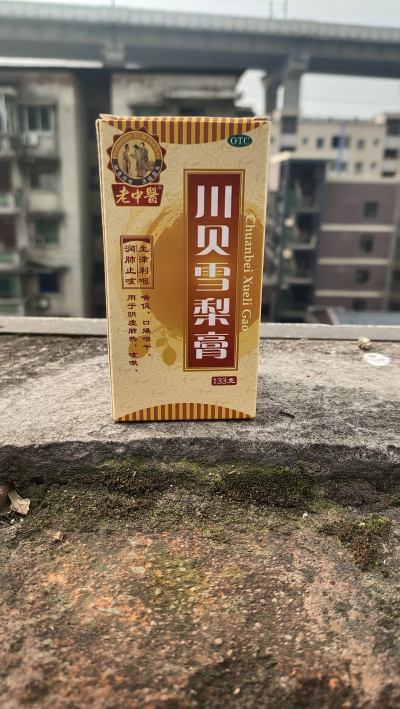 OTC
老中醫
川贝雪梨膏
Chuanbei Xueli Gao
生津利咽
润肺止咳
用于阴虚肺热,咳嗽,
喘促,口燥咽干。
133克